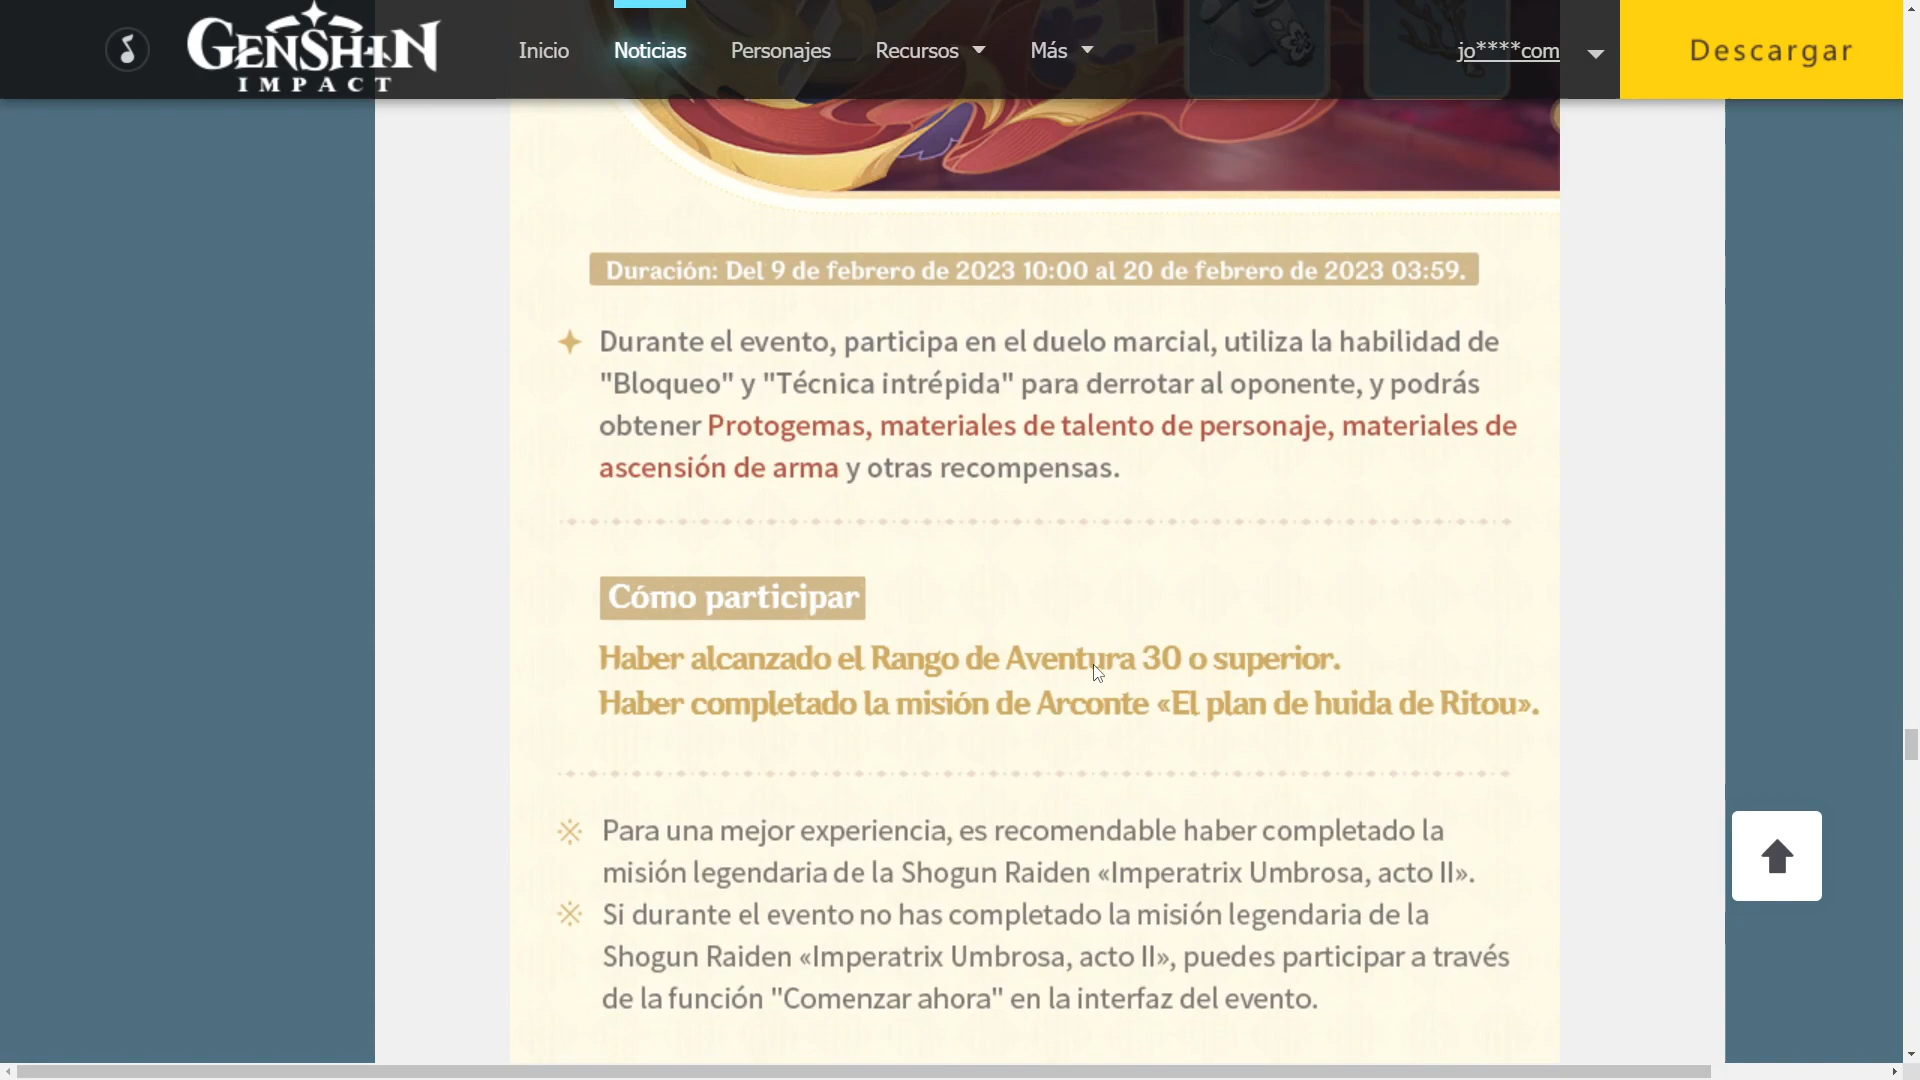 GENSHIN
IMPACT
Inicio
Noticias
Personajes
Recursos
Más
jo****com
Descargar
Duración: Del 9 de febrero de 2023 10:00 al 20 de febrero de 2023 03:59.
Durante el evento, participa en el duelo marcial, utiliza la habilidad de
"Bloqueo" y "Técnica intrépida" para derrotar al oponente, y podrás
obtener Protogemas, materiales de talento de personaje, materiales de
ascensión de arma y otras recompensas.
Cómo participar
Haber alcanzado el Rango de Aventura 30 o superior.
Haber completado la misión de Arconte «El plan de huida de Ritou».
※ Para una mejor experiencia, es recomendable haber completado la
misión legendaria de la Shogun Raiden «Imperatrix Umbrosa, acto II».
※ Si durante el evento no has completado la misión legendaria de la
Shogun Raiden «Imperatrix Umbrosa, acto II», puedes participar a través
de la función "Comenzar ahora" en la interfaz del evento.